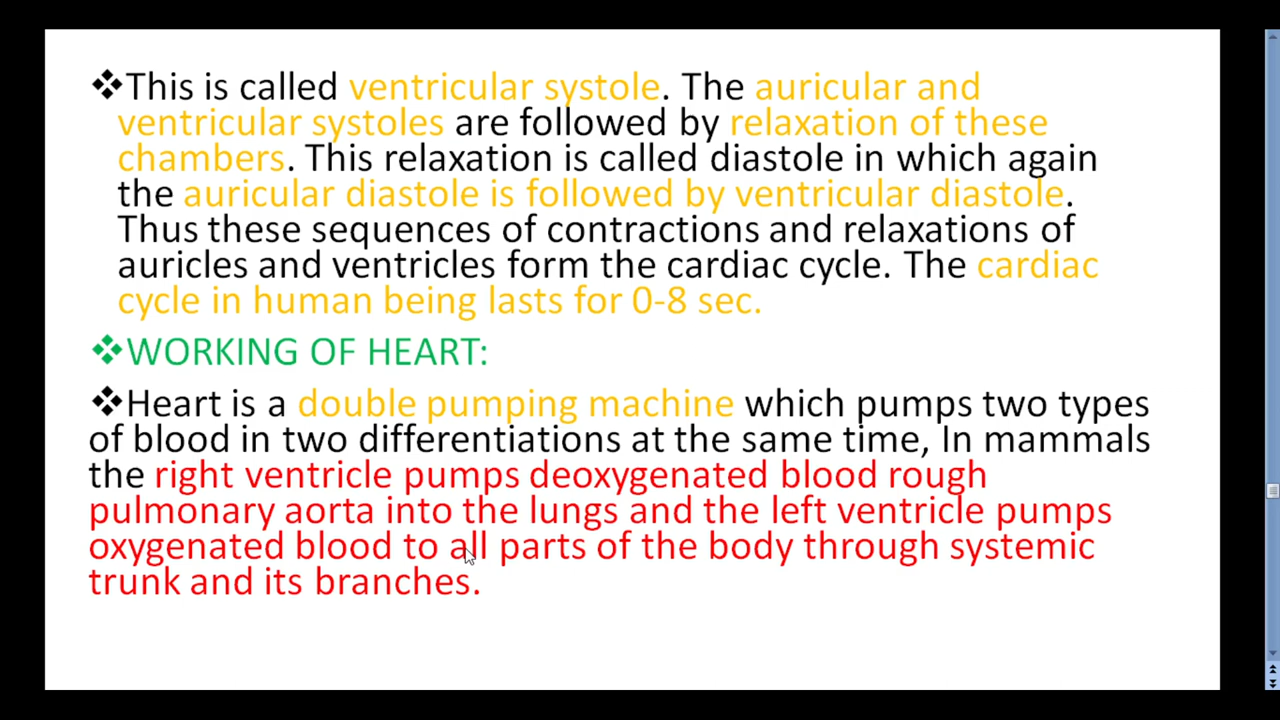 ❖This is called ventricular systole. The auricular and
ventricular systoles are followed by relaxation of these
chambers. This relaxation is called diastole in which again
the auricular diastole is followed by ventricular diastole.
Thus these sequences of contractions and relaxations of
auricles and ventricles form the cardiac cycle. The cardiac
cycle in human being lasts for 0-8 sec.
❖WORKING OF HEART:
❖Heart is a double pumping machine which pumps two types
of blood in two differentiations at the same time, In mammals
the right ventricle pumps deoxygenated blood rough
pulmonary aorta into the lungs and the left ventricle pumps
oxygenated blood to all parts of the body through systemic
trunk and its branches.